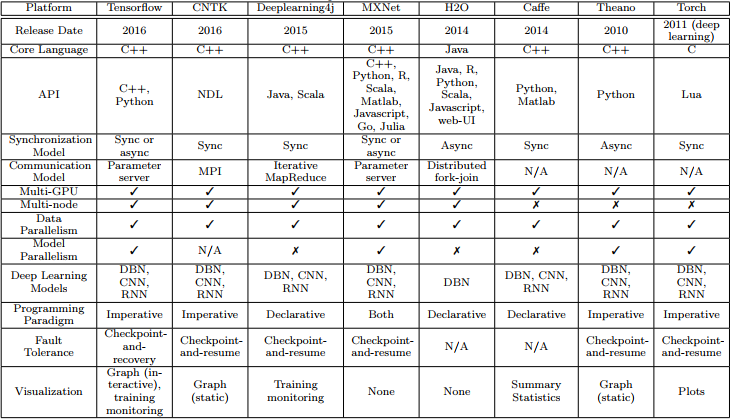 Platform Tensorflow CNTK Deeplearning4j MXNet H2O Caffe Theano Torch
Release Date 2016 2016 2015 2015 2014 2014 2010 2011 (deep learning)
Core Language C++ C++ C++ C++ Java C++ C++ C
API C++, Python NDL Java, Scala C++, Python, R, Scala, Matlab, Javascript, Go, Julia Java, R, Python, Scala, Javascript, web-UI Python, Matlab Python Lua
Synchronization Model Sync or async Sync Sync Sync or async Async Sync Async Sync
Communication Model Parameter server MPI Iterative MapReduce Parameter server Distributed fork-join N/A N/A N/A
Multi-GPU ✓ ✓ ✓ ✓ ✓ ✓ ✓ ✓
Multi-node ✓ ✓ ✓ ✓ ✓ ✗ ✗ ✗
Data Parallelism ✓ ✓ ✓ ✓ ✓ ✓ ✓ ✓
Model Parallelism ✓ N/A ✗ ✓ ✗ ✗ ✓ ✓
Deep Learning Models DBN, CNN, RNN DBN, CNN, RNN DBN, CNN, RNN DBN, CNN, RNN DBN DBN, CNN, RNN DBN, CNN, RNN DBN, CNN, RNN
Programming Paradigm Imperative Imperative Declarative Both Declarative Declarative Imperative Imperative
Fault Tolerance Checkpoint-and-recovery Checkpoint-and-resume Checkpoint-and-resume Checkpoint-and-resume N/A N/A Checkpoint-and-resume Checkpoint-and-resume
Visualization Graph (interactive), training monitoring Graph (static) Training monitoring None None Summary Statistics Graph (static) Plots